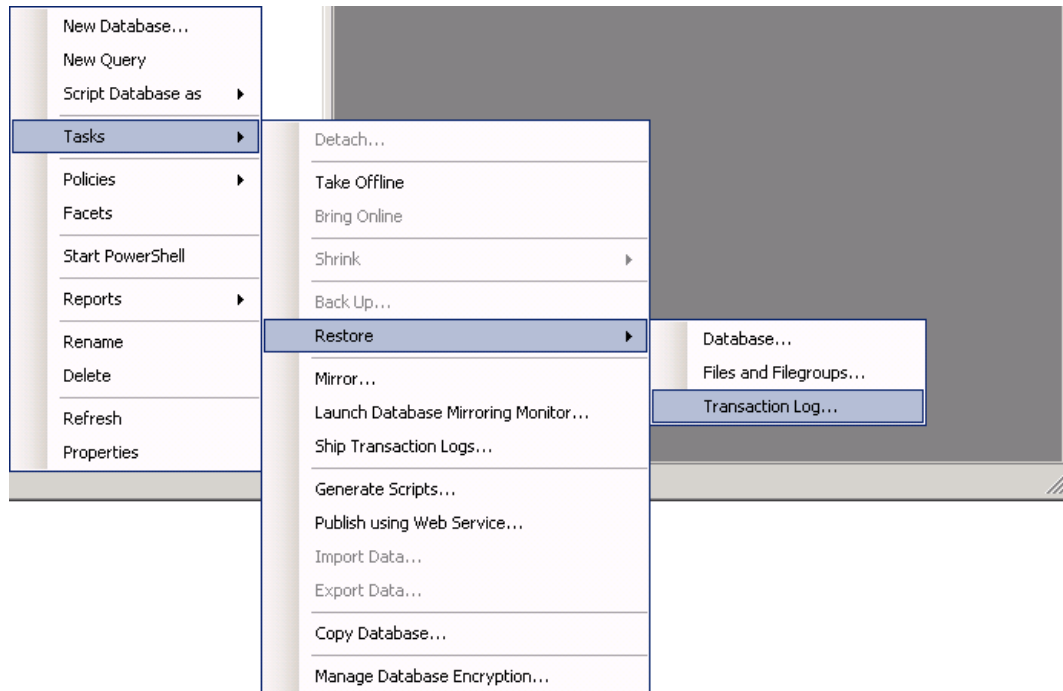 New Database...
New Query
Script Database as
Tasks
Policies
Facets
Start PowerShell
Reports
Rename
Delete
Refresh
Properties
Detach...
Take Offline
Bring Online
Shrink
Back Up...
Restore
Mirror...
Launch Database Mirroring Monitor...
Ship Transaction Logs...
Generate Scripts...
Publish using Web Service...
Import Data...
Export Data...
Copy Database...
Manage Database Encryption...
Database...
Files and Filegroups...
Transaction Log...